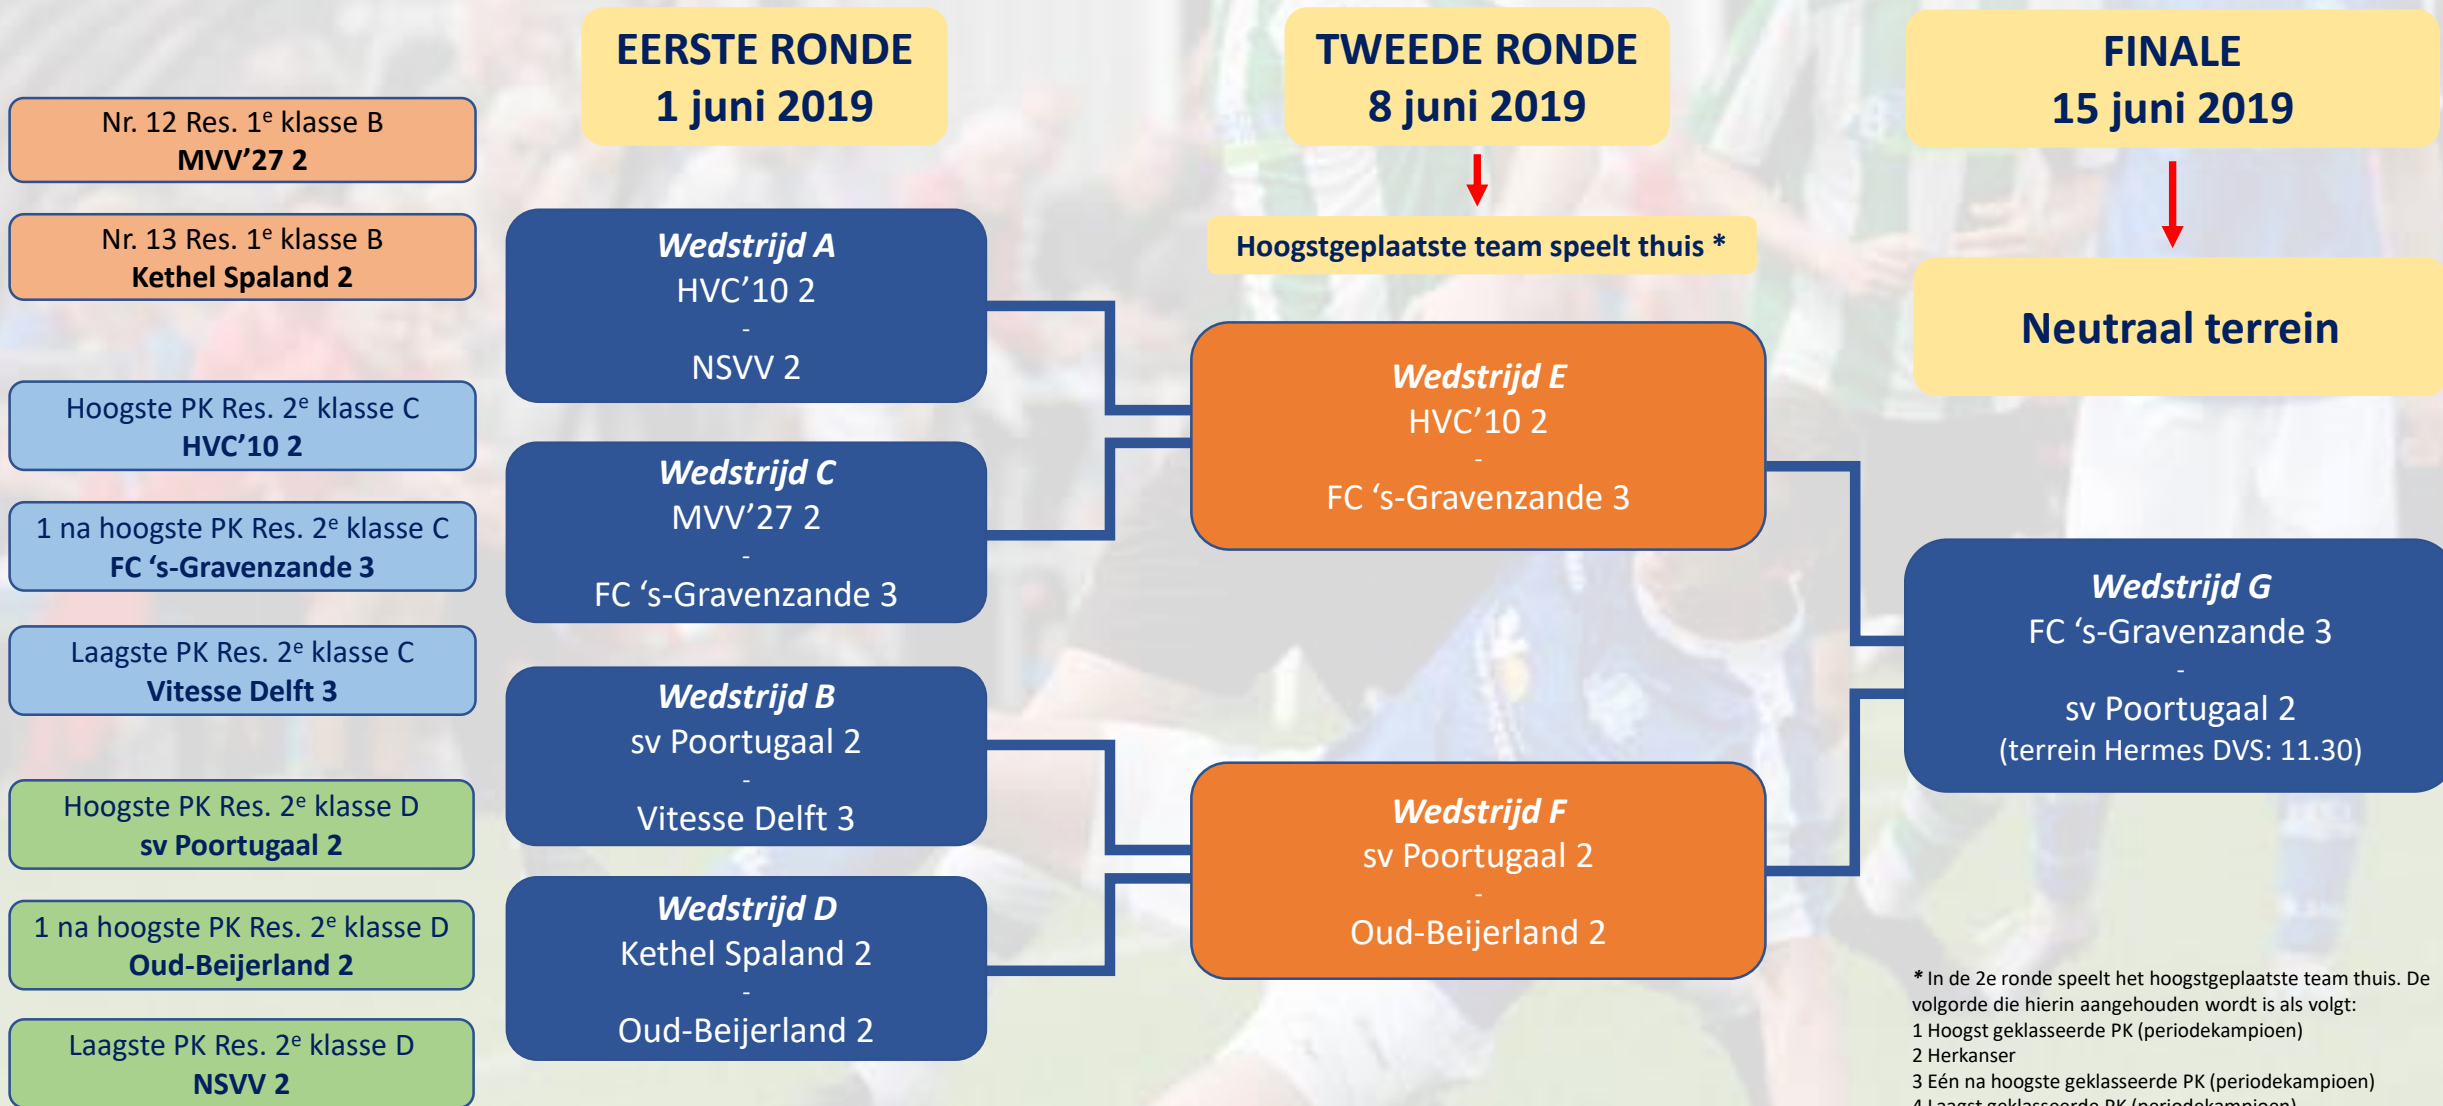 EERSTE RONDE
1 juni 2019
TWEEDE RONDE
8 juni 2019
FINALE
15 juni 2019
Nr. 12 Res. 1e klasse B
MVV’27 2
Nr. 13 Res. 1e klasse B
Kethel Spaland 2
Hoogste PK Res. 2e klasse C
HVC’10 2
1 na hoogste PK Res. 2e klasse C
FC ‘s-Gravenzande 3
Laagste PK Res. 2e klasse C
Vitesse Delft 3
Hoogste PK Res. 2e klasse D
sv Poortugaal 2
1 na hoogste PK Res. 2e klasse D
Oud-Beijerland 2
Laagste PK Res. 2e klasse D
NSVV 2
Wedstrijd A
HVC’10 2
-
NSVV 2
Wedstrijd C
MVV’27 2
-
FC ‘s-Gravenzande 3
Wedstrijd B
sv Poortugaal 2
-
Vitesse Delft 3
Wedstrijd D
Kethel Spaland 2
-
Oud-Beijerland 2
Hoogstgeplaatste team speelt thuis *
Wedstrijd E
HVC’10 2
-
FC ‘s-Gravenzande 3
Wedstrijd F
sv Poortugaal 2
-
Oud-Beijerland 2
Neutraal terrein
Wedstrijd G
FC ‘s-Gravenzande 3
-
sv Poortugaal 2
(terrein Hermes DVS: 11.30)
* In de 2e ronde speelt het hoogstgeplaatste team thuis. De
volgorde die hierin aangehouden wordt is als volgt:
1 Hoogst geklasseerde PK (periodekampioen)
2 Herkanser
3 Eén na hoogste geklasseerde PK (periodekampioen)
4 Laagst geklasseerde PK (periodekampioen)